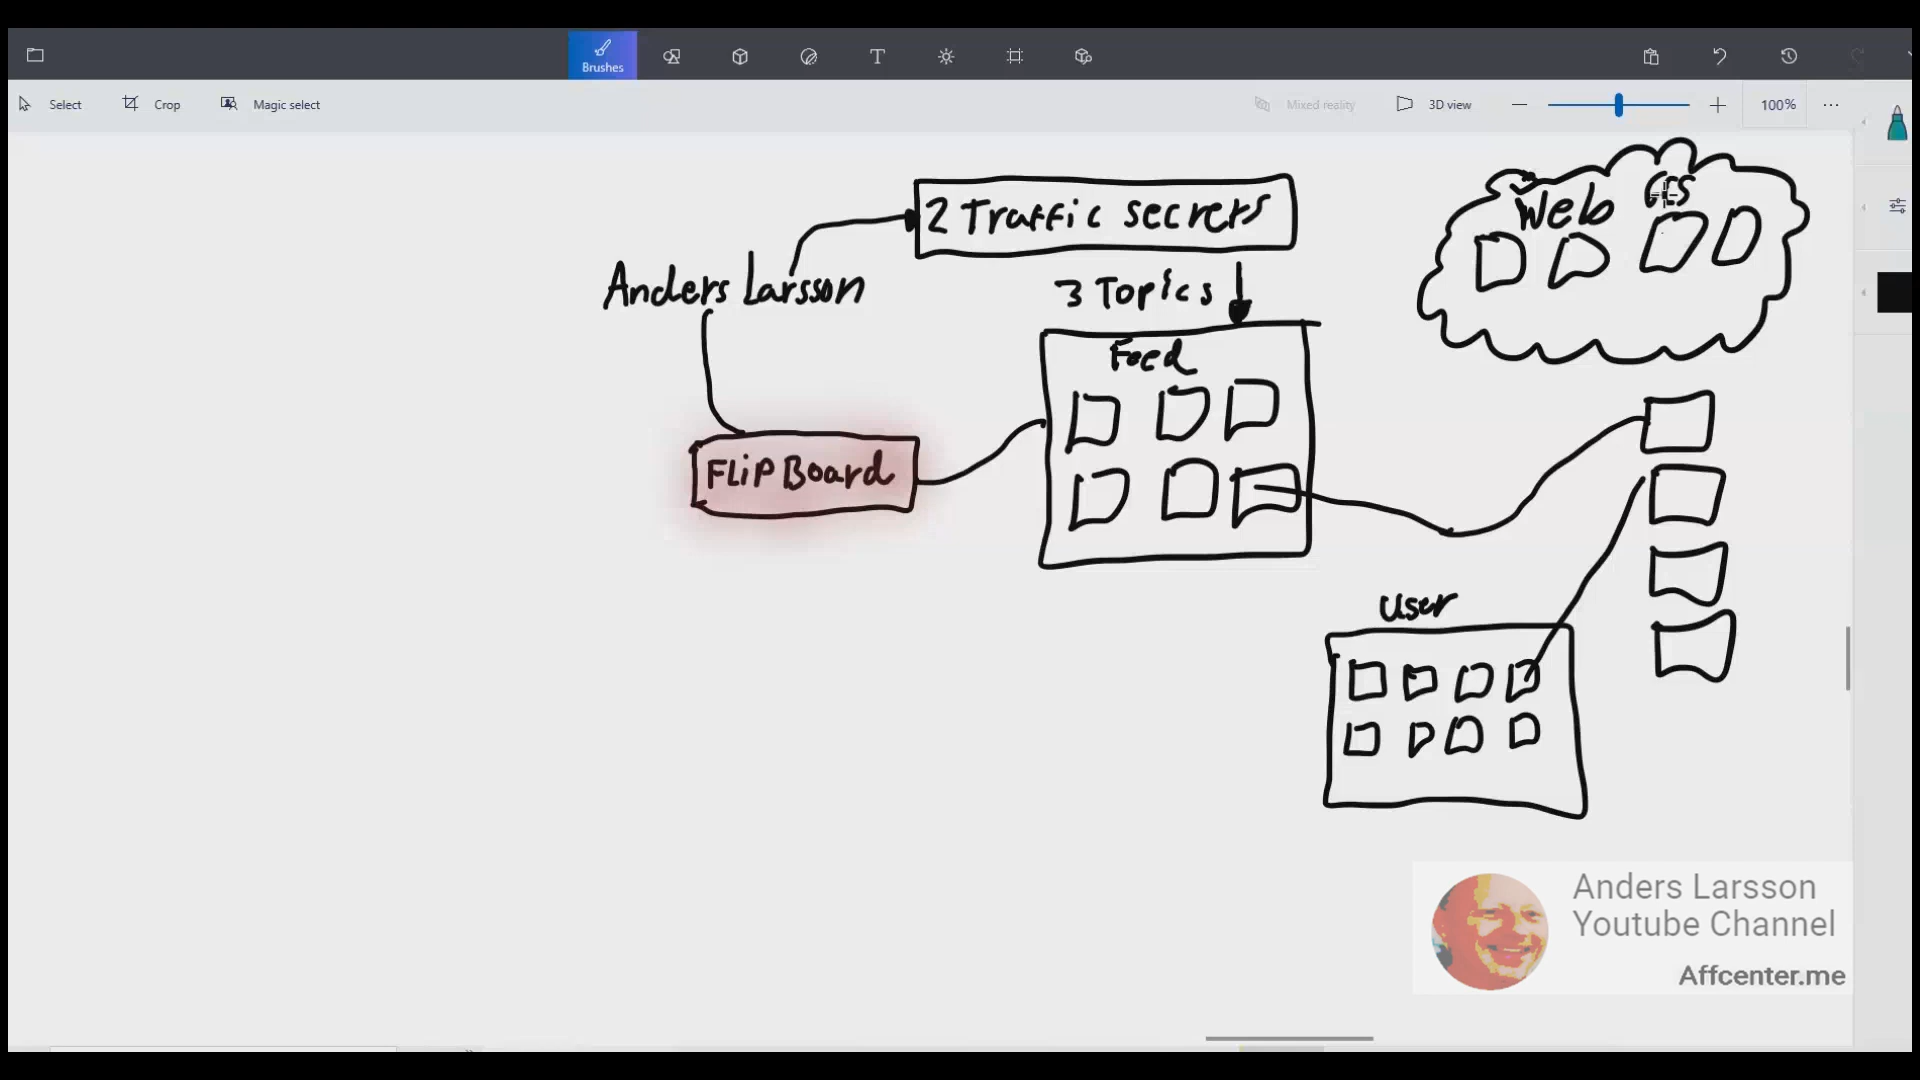 Brushes
Select
Crop
Magic select
Mixed reality
3D view
100%
2 Traffic secrets
Web
Anders Larsson
3 Topics
Feed
FLiPBoard
User
Anders Larsson
Youtube Channel
Affcenter.me